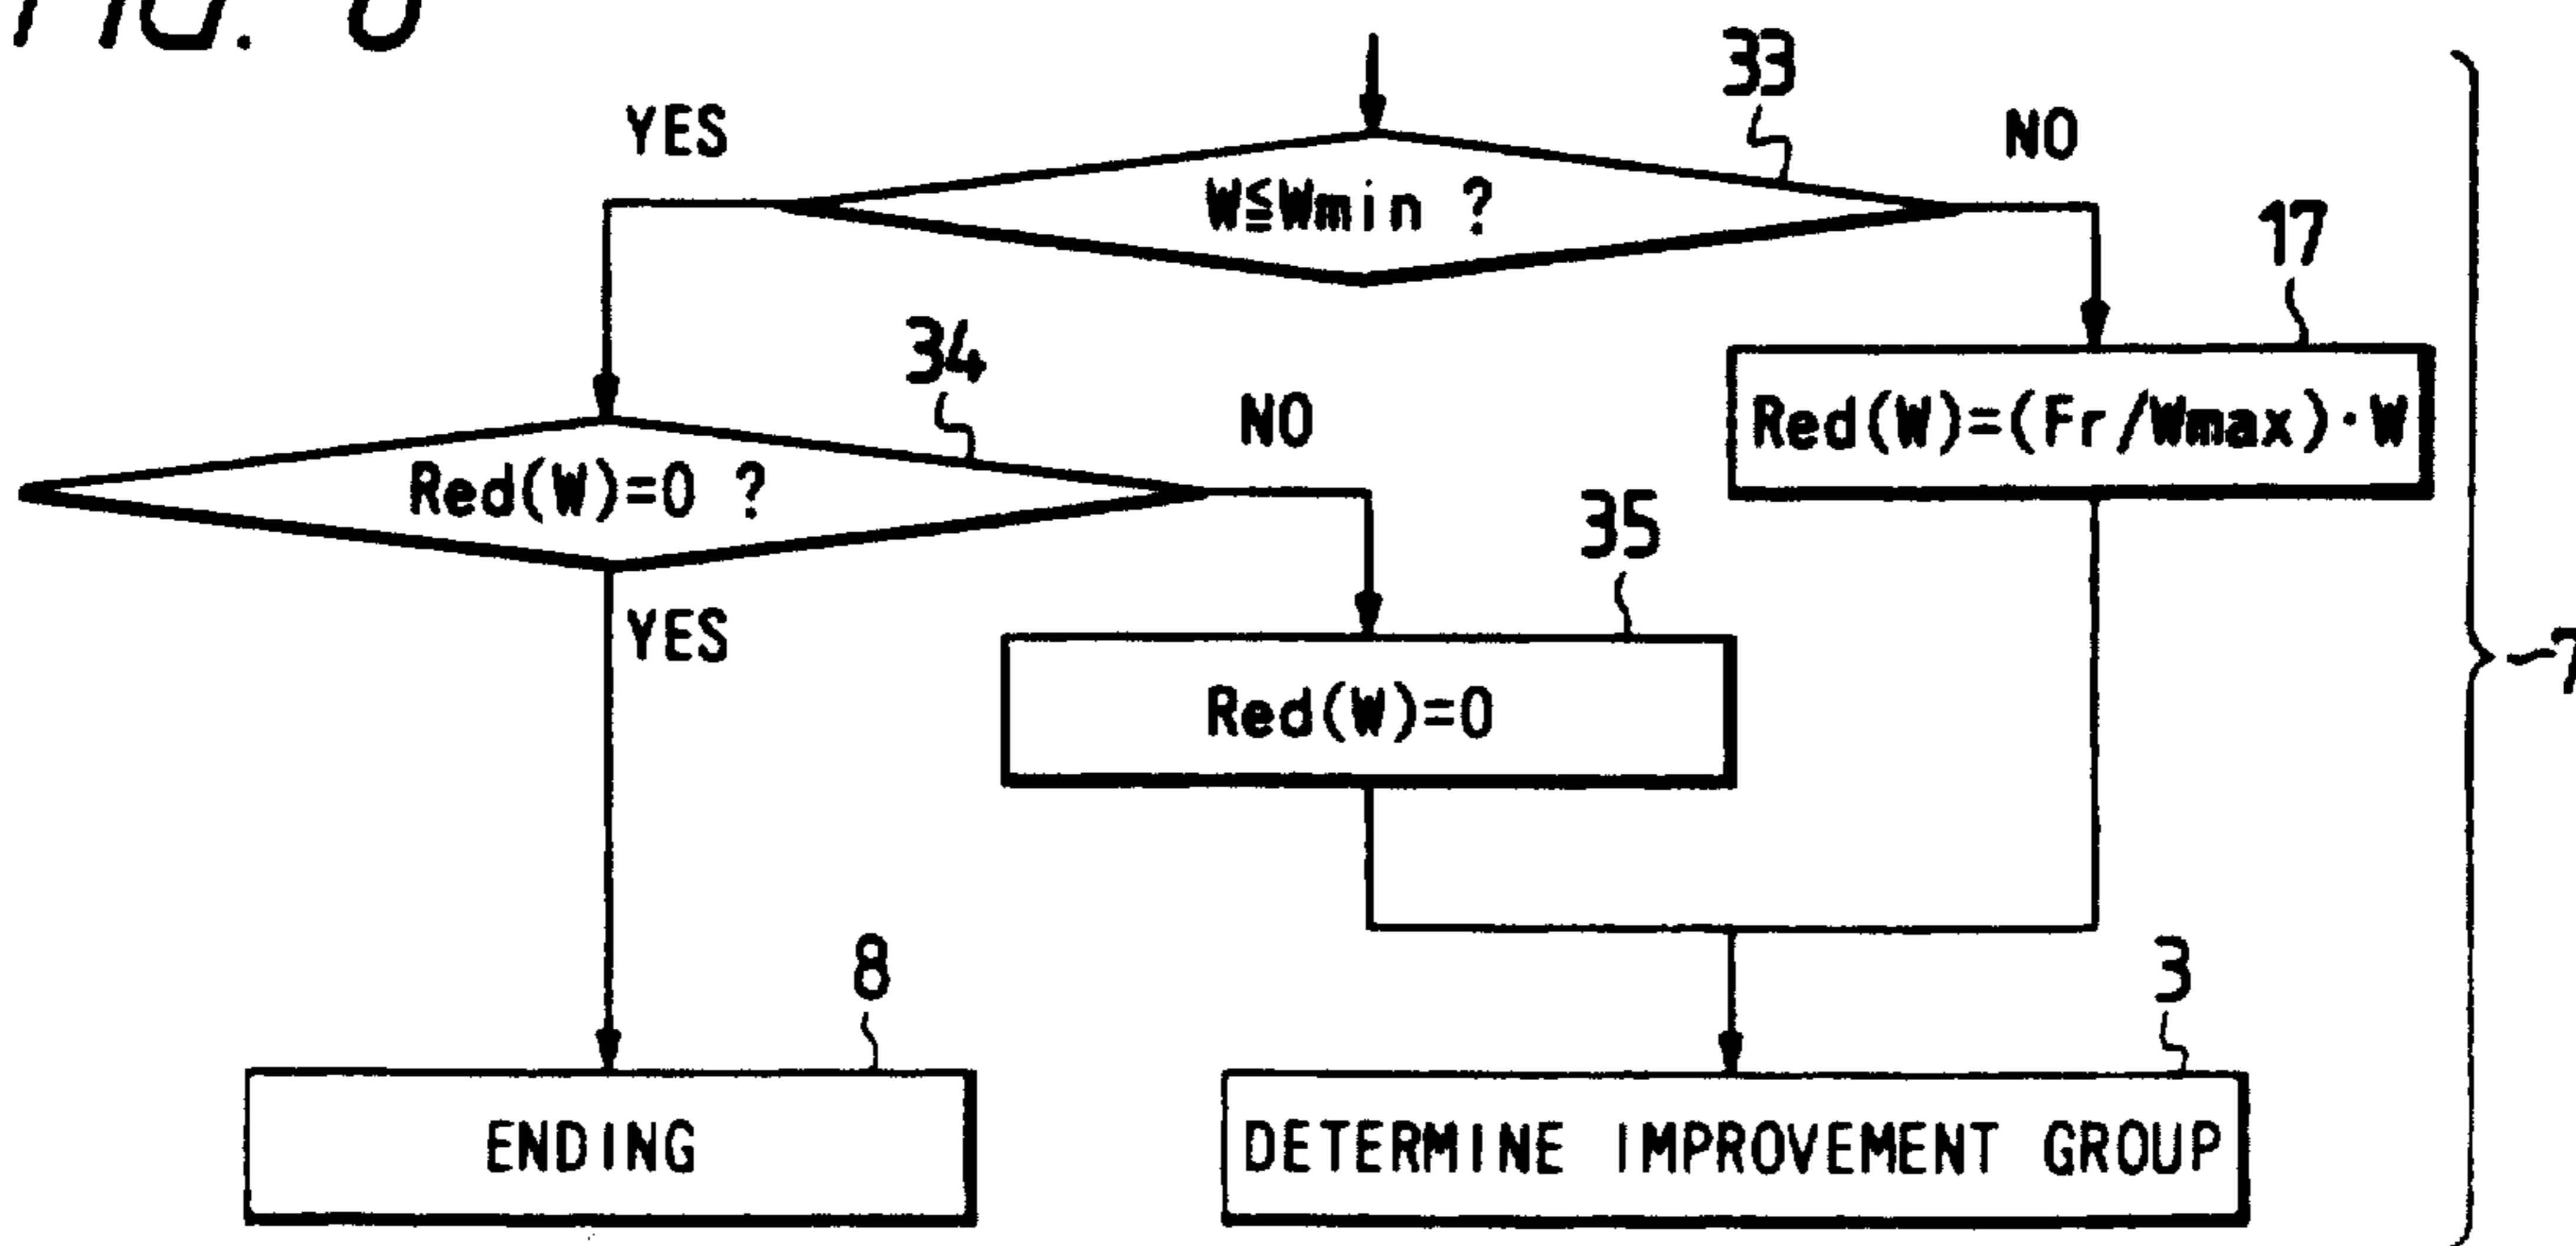 33
YES
NO
W≦Wmin ?
17
34
NO
Red(W)=(Fr/Wmax)·W
Red(W)=0 ?
35
YES
7
Red(W)=0
8
3
ENDING
DETERMINE IMPROVEMENT GROUP